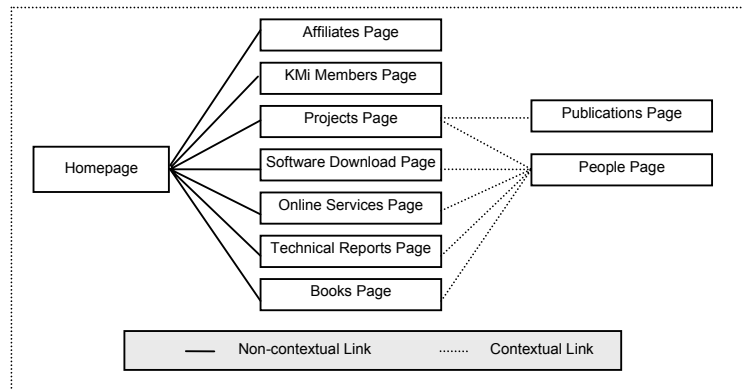 Affiliates Page
KMi Members Page
Projects Page
Publications Page
Homepage
Software Download Page
People Page
Online Services Page
Technical Reports Page
Books Page
Non-contextual Link
Contextual Link